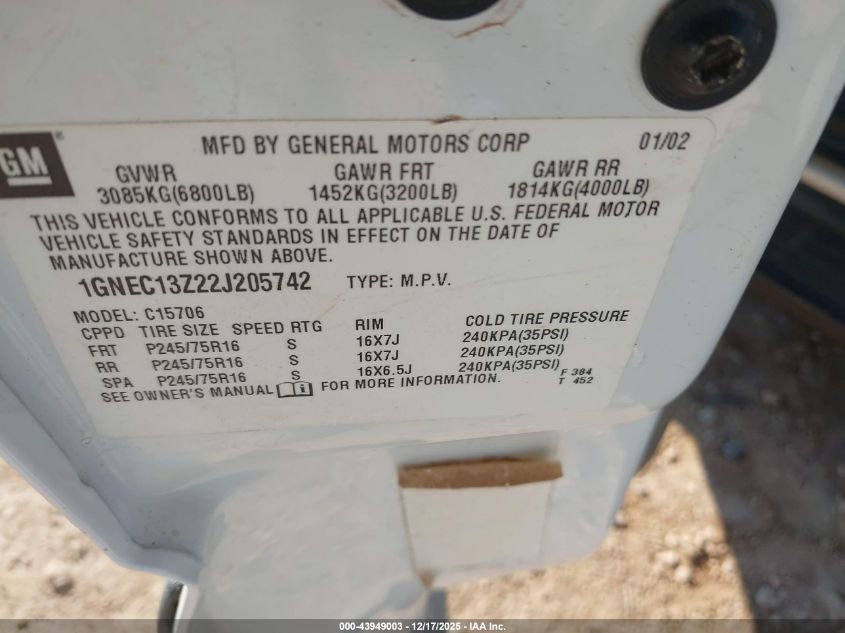 GM
MFD BY GENERAL MOTORS CORP 01/02
GVWR GAWR FRT GAWR RR
3085KG(6800LB) 1452KG(3200LB) 1814KG(4000LB)
THIS VEHICLE CONFORMS TO ALL APPLICABLE U.S. FEDERAL MOTOR
VEHICLE SAFETY STANDARDS IN EFFECT ON THE DATE OF
MANUFACTURE SHOWN ABOVE.
1GNEC13Z22J205742 TYPE: M.P.V.
MODEL: C15706
CPPD TIRE SIZE SPEED RTG RIM COLD TIRE PRESSURE
FRT P245/75R16 S 16X7J 240KPA(35PSI)
RR P245/75R16 S 16X7J 240KPA(35PSI)
SPA P245/75R16 S 16X6.5J 240KPA(35PSI)
SEE OWNER'S MANUAL i FOR MORE INFORMATION.
F 384
T 452
000-43949003 - 12/17/2025 - IAA Inc.